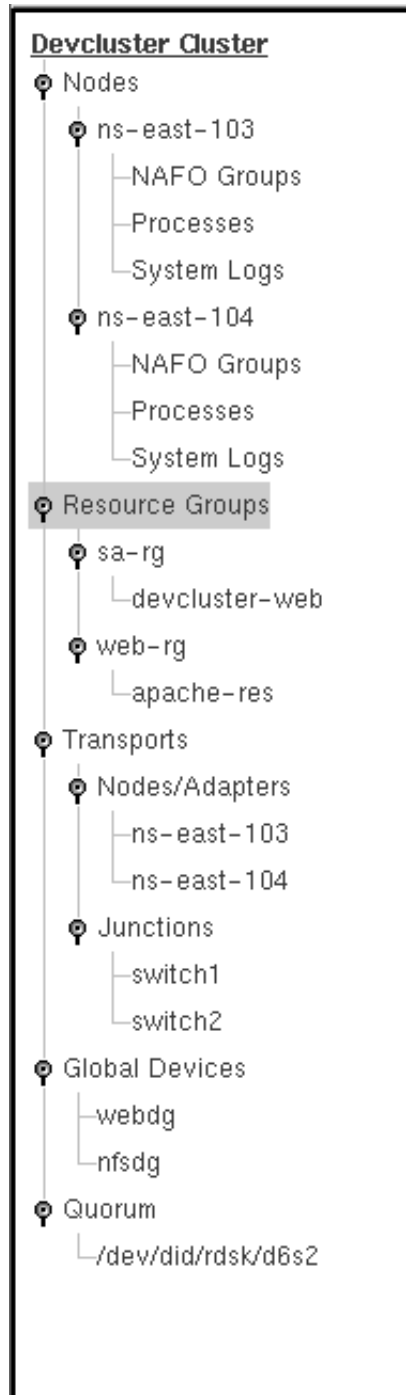 Devcluster Cluster
Nodes
ns-east-103
NAFO Groups
Processes
System Logs
ns-east-104
NAFO Groups
Processes
System Logs
Resource Groups
sa-rg
devcluster-web
web-rg
apache-res
Transports
Nodes/Adapters
ns-east-103
ns-east-104
Junctions
switch1
switch2
Global Devices
webdg
nfsdg
Quorum
/dev/did/rdsk/d6s2